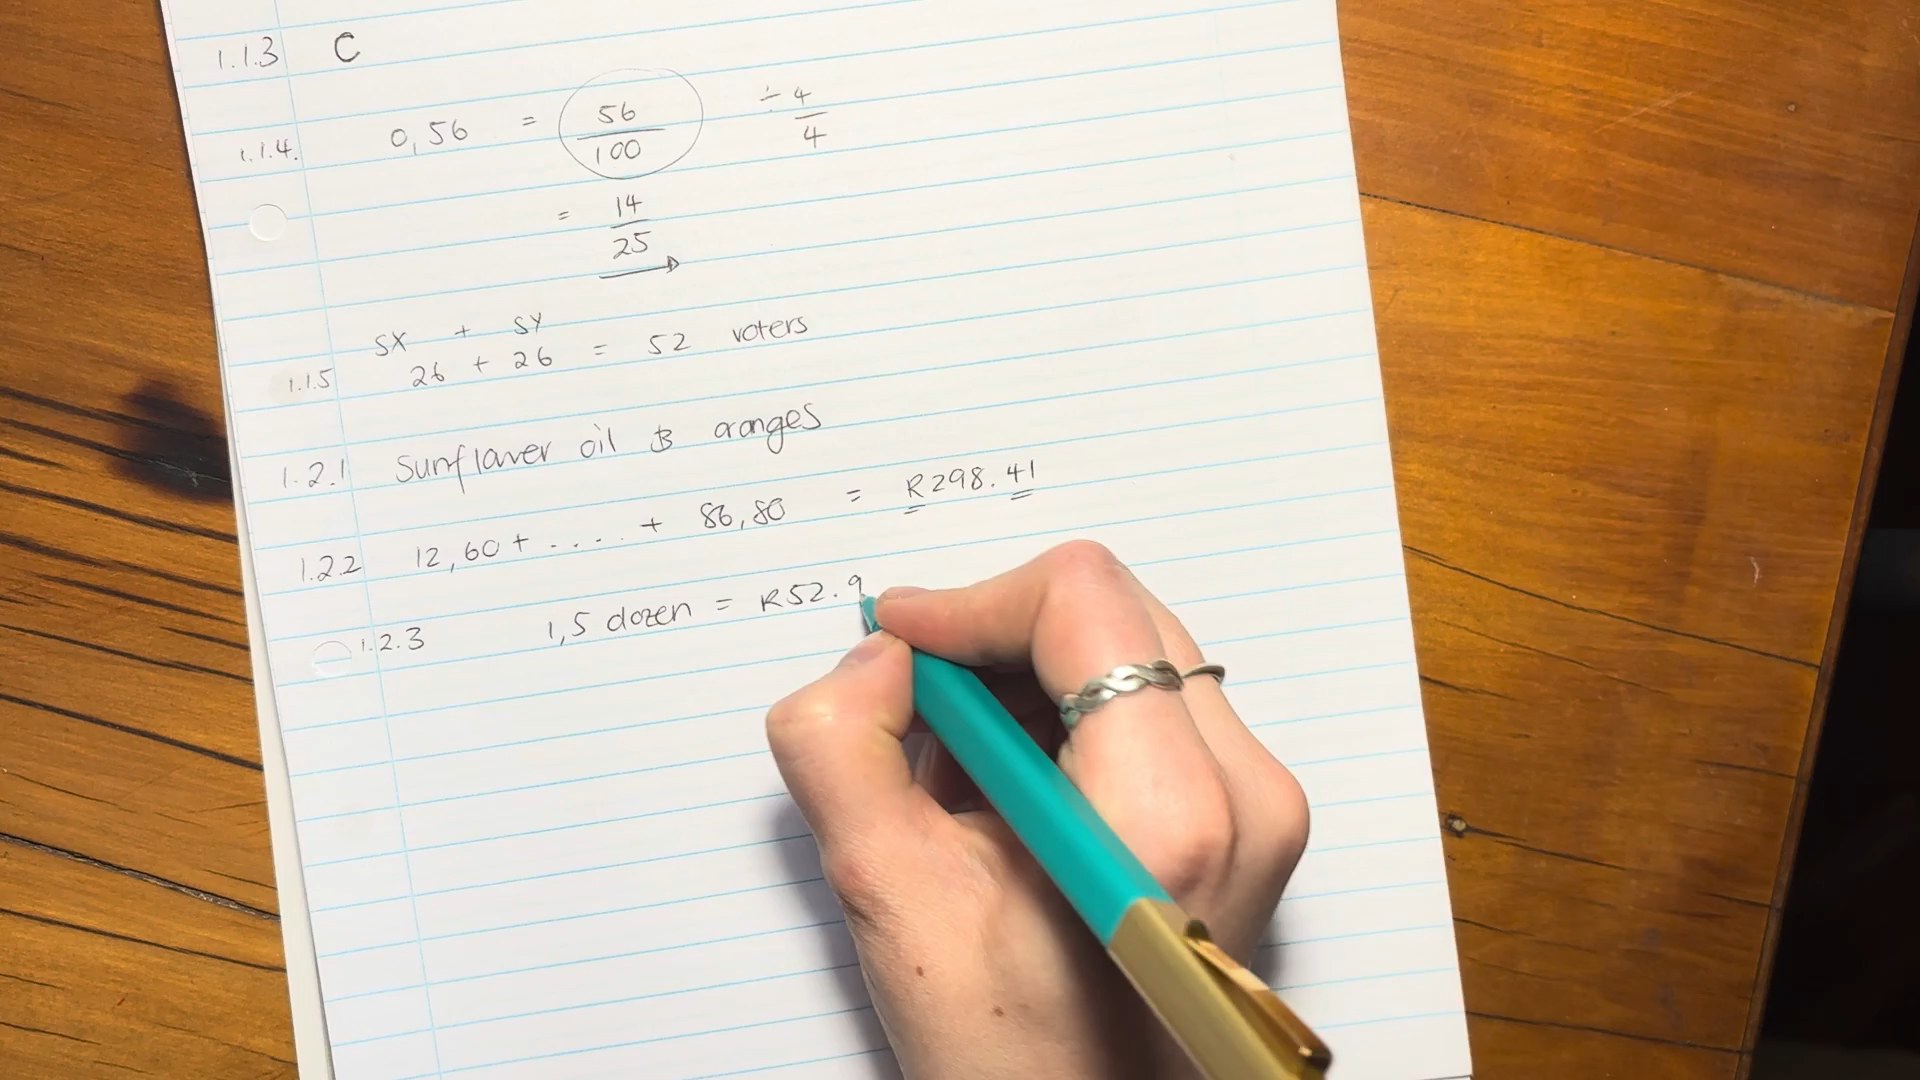 1.1.3 C
1.1.4. 0,56 = 56/100 ÷ 4/4
= 14/25
SX + SY
1.1.5 26 + 26 = 52 voters
1.2.1 Sunflower oil & oranges
1.2.2 12,60 + .... + 86,80 = R298.41
1.2.3 1,5 dozen = R52.9